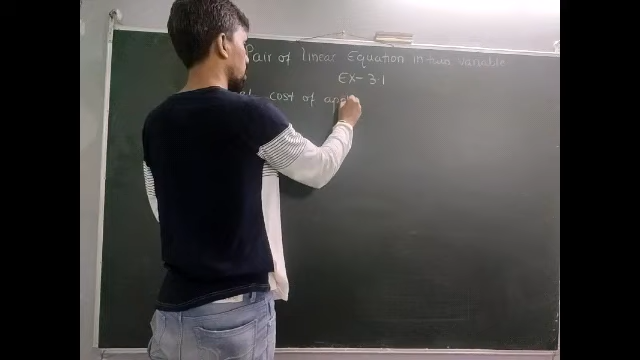 Pair of linear Equation in two variable
EX- 3.1
cost of